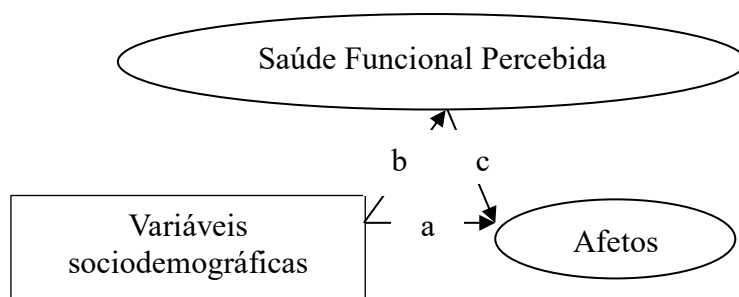 Saúde Funcional Percebida
b
c
a
Variáveis
sociodemográficas
Afetos